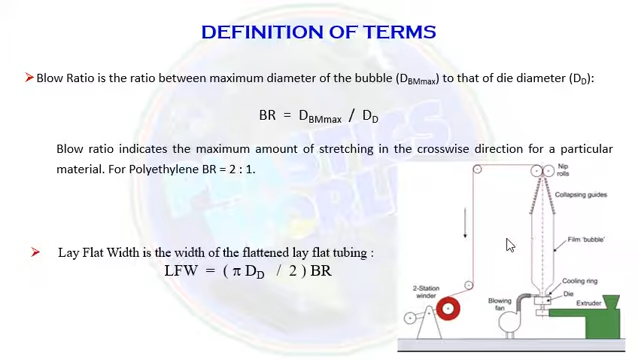 DEFINITION OF TERMS
➢Blow Ratio is the ratio between maximum diameter of the bubble (DBMmax) to that of die diameter (DD):
BR = DBMmax / DD
Blow ratio indicates the maximum amount of stretching in the crosswise direction for a particular
material. For Polyethylene BR = 2 : 1.
➢ Lay Flat Width is the width of the flattened lay flat tubing :
LFW = ( π DD / 2 ) BR
Nip
rolls
Collapsing guides
Film 'bubble'
Cooling ring
Die
Extruder
2-Station
winder
Blowing
fan
PLASTICS
WORLD